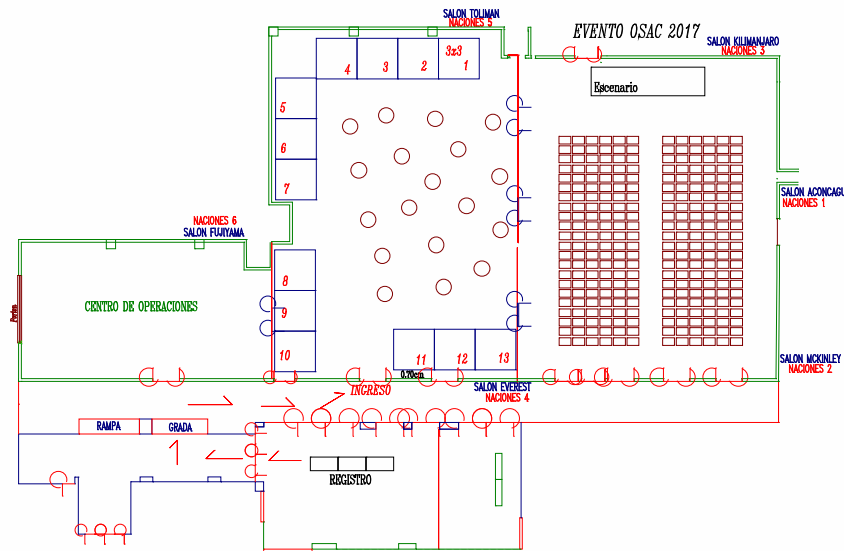 SALON TOLIMAN
NACIONES 5
EVENTO OSAC 2017
SALON KILIMANJARO
NACIONES 3
3x3
4
3
2
1
Escenario
5
6
7
SALON ACONCAGU
NACIONES 1
NACIONES 6
SALON FUJIYAMA
8
CENTRO DE OPERACIONES
9
10
11
12
13
0.70cm
SALON MCKINLEY
NACIONES 2
SALON EVEREST
NACIONES 4
INGRESO
RAMPA
GRADA
REGISTRO